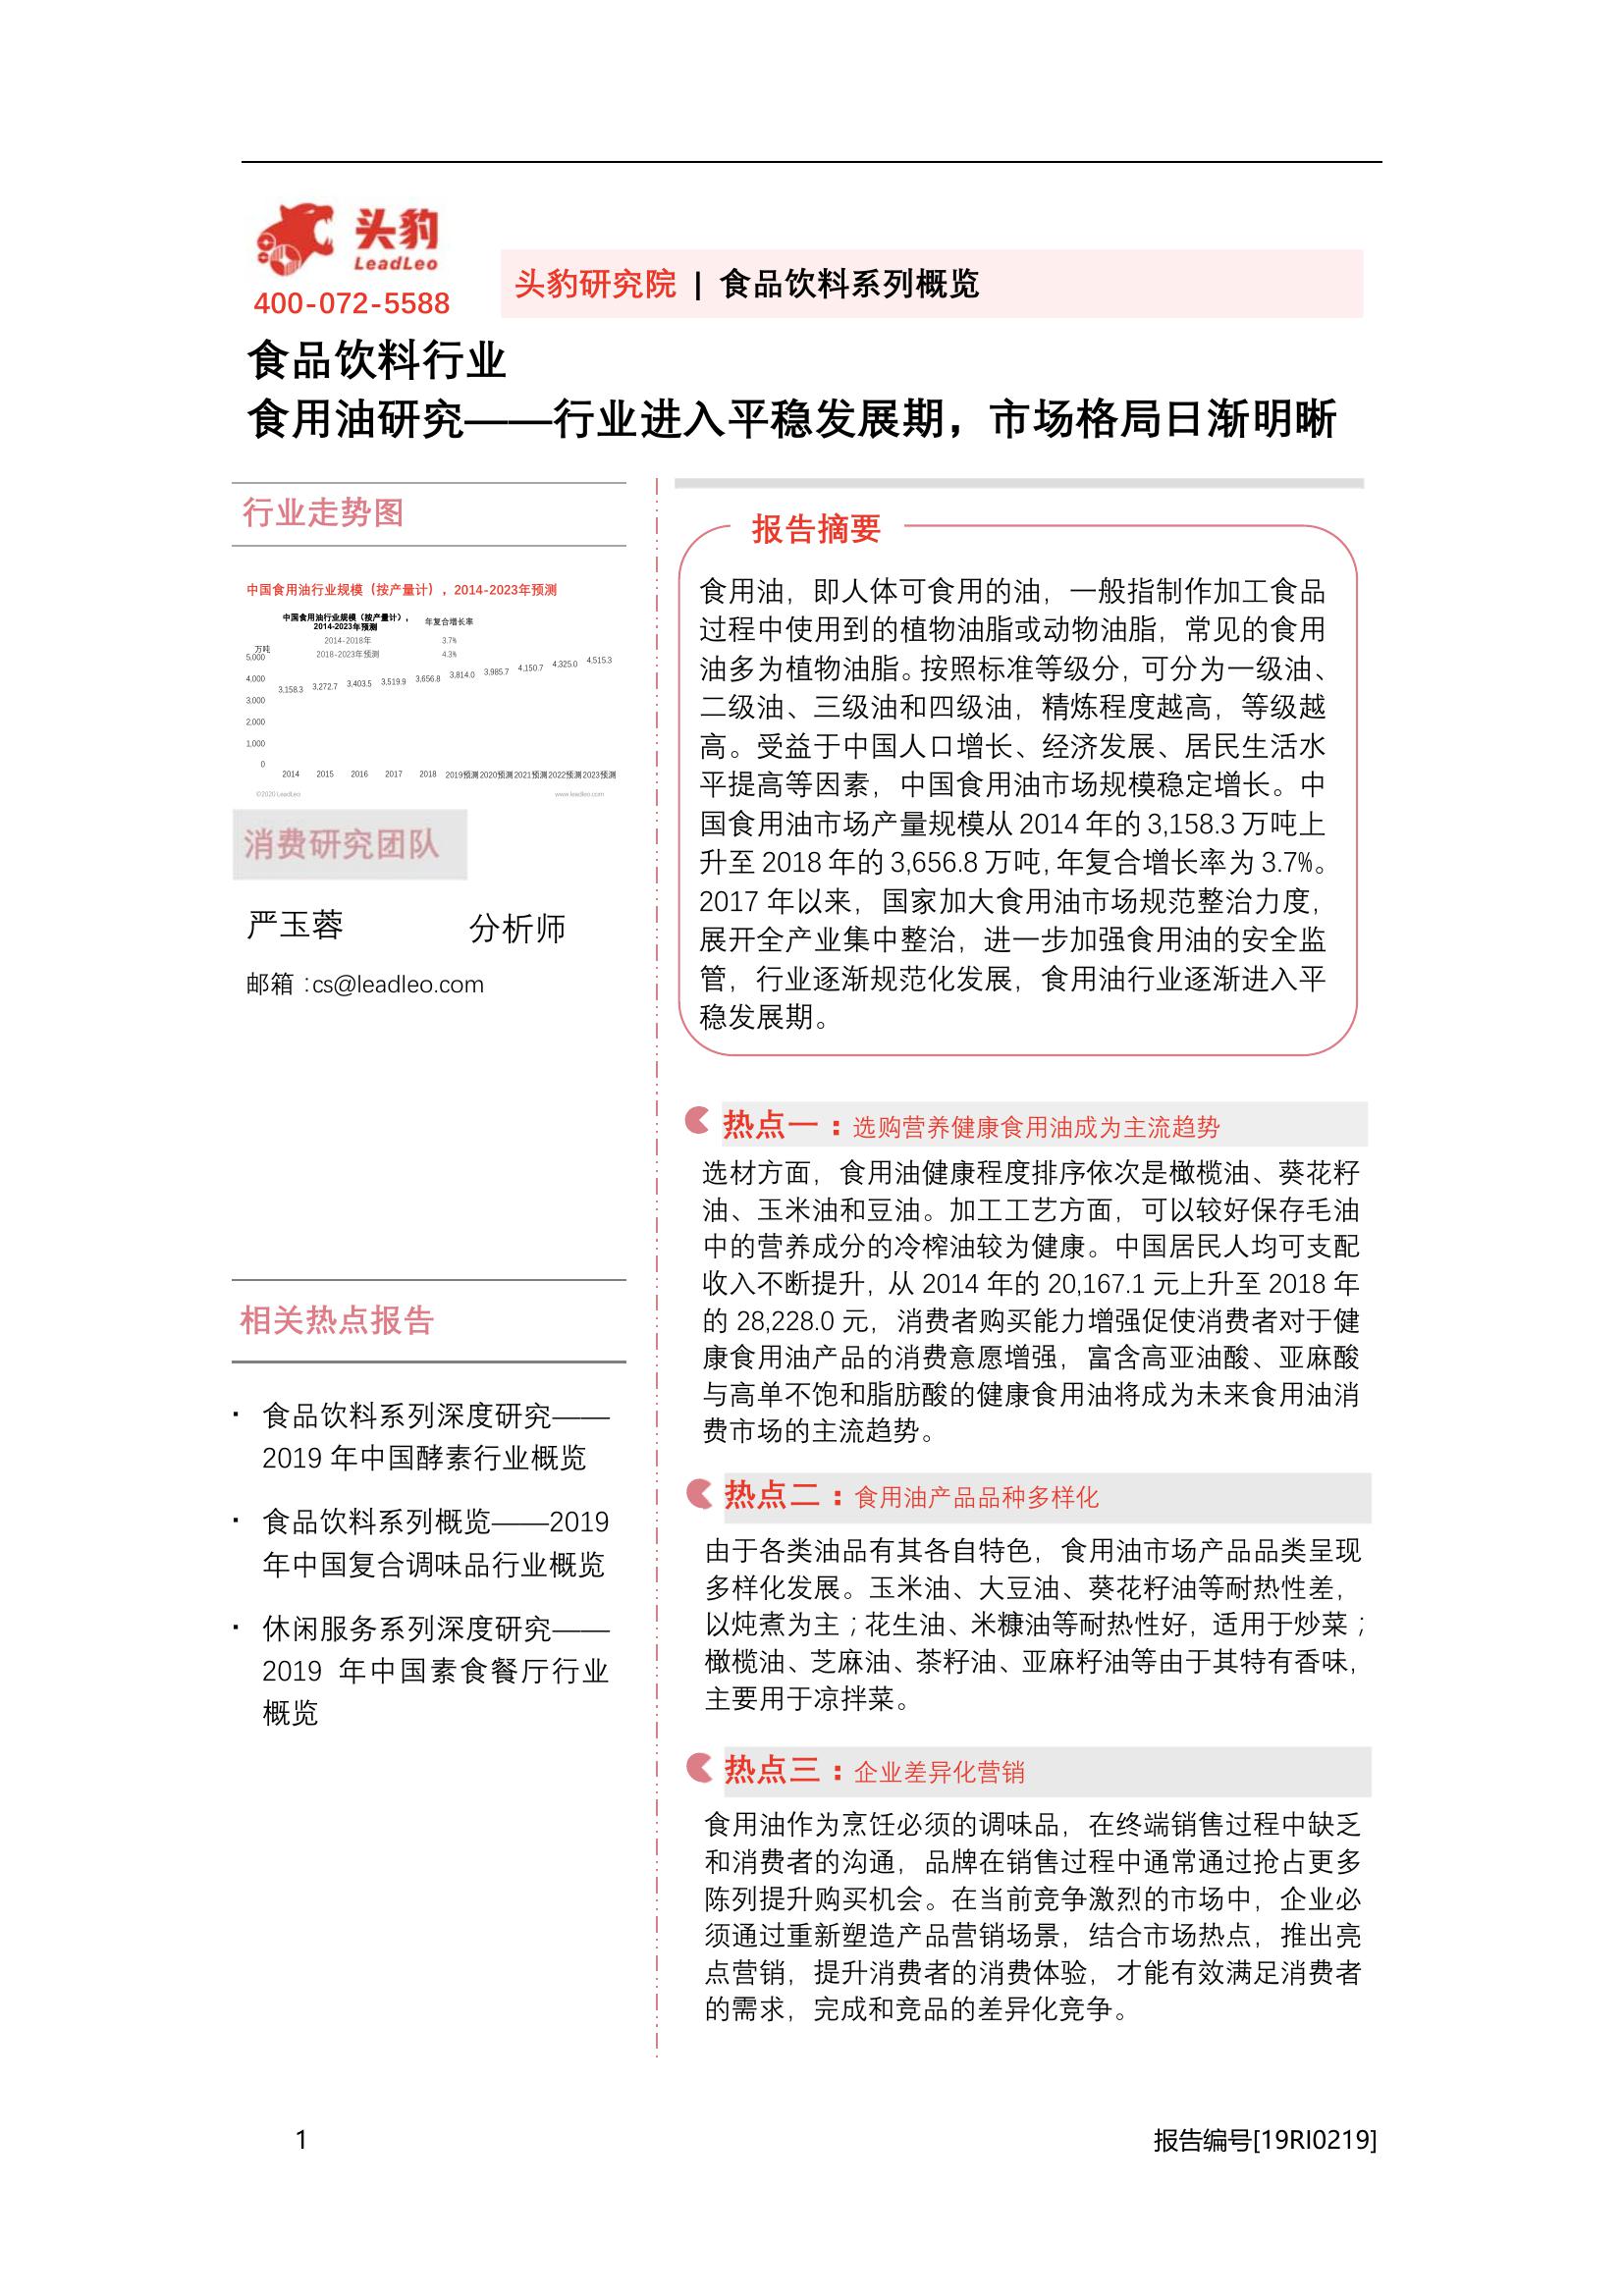 头豹
LeadLeo
400-072-5588
头豹研究院 | 食品饮料系列概览
食品饮料行业
食用油研究——行业进入平稳发展期，市场格局日渐明晰
行业走势图
中国食用油行业规模（按产量计），2014-2023年预测
中国食用油行业规模（按产量计），
2014-2023年预测
年复合增长率
2014-2018年 3.7%
2018-2023年预测 4.3%
万吨
5,000
4,000
3,000
2,000
1,000
0
3,158.3 3,272.7 3,403.5 3,519.9 3,656.8 3,814.0 3,985.7 4,150.7 4,325.0 4,515.3
2014 2015 2016 2017 2018 2019预测 2020预测 2021预测 2022预测 2023预测
©2020 LeadLeo www.leadleo.com
消费研究团队
严玉蓉 分析师
邮箱：cs@leadleo.com
相关热点报告
· 食品饮料系列深度研究——
2019 年中国酵素行业概览
· 食品饮料系列概览——2019
年中国复合调味品行业概览
· 休闲服务系列深度研究——
2019 年中国素食餐厅行业
概览
报告摘要
食用油，即人体可食用的油，一般指制作加工食品
过程中使用到的植物油脂或动物油脂，常见的食用
油多为植物油脂。按照标准等级分，可分为一级油、
二级油、三级油和四级油，精炼程度越高，等级越
高。受益于中国人口增长、经济发展、居民生活水
平提高等因素，中国食用油市场规模稳定增长。中
国食用油市场产量规模从 2014 年的 3,158.3 万吨上
升至 2018 年的 3,656.8 万吨，年复合增长率为 3.7%。
2017 年以来，国家加大食用油市场规范整治力度，
展开全产业集中整治，进一步加强食用油的安全监
管，行业逐渐规范化发展，食用油行业逐渐进入平
稳发展期。
热点一：选购营养健康食用油成为主流趋势
选材方面，食用油健康程度排序依次是橄榄油、葵花籽
油、玉米油和豆油。加工工艺方面，可以较好保存毛油
中的营养成分的冷榨油较为健康。中国居民人均可支配
收入不断提升，从 2014 年的 20,167.1 元上升至 2018 年
的 28,228.0 元，消费者购买能力增强促使消费者对于健
康食用油产品的消费意愿增强，富含高亚油酸、亚麻酸
与高单不饱和脂肪酸的健康食用油将成为未来食用油消
费市场的主流趋势。
热点二：食用油产品品种多样化
由于各类油品有其各自特色，食用油市场产品品类呈现
多样化发展。玉米油、大豆油、葵花籽油等耐热性差，
以炖煮为主；花生油、米糠油等耐热性好，适用于炒菜；
橄榄油、芝麻油、茶籽油、亚麻籽油等由于其特有香味，
主要用于凉拌菜。
热点三：企业差异化营销
食用油作为烹饪必须的调味品，在终端销售过程中缺乏
和消费者的沟通，品牌在销售过程中通常通过抢占更多
陈列提升购买机会。在当前竞争激烈的市场中，企业必
须通过重新塑造产品营销场景，结合市场热点，推出亮
点营销，提升消费者的消费体验，才能有效满足消费者
的需求，完成和竞品的差异化竞争。
1 报告编号[19RI0219]